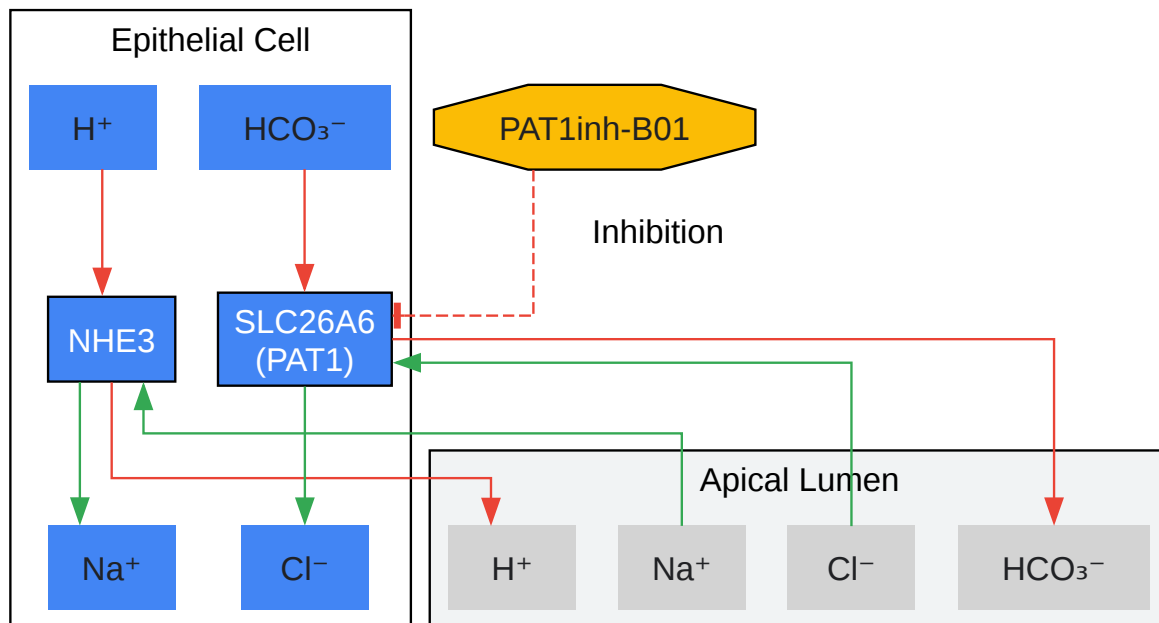 Epithelial Cell
H⁺
HCO₃⁻
PAT1inh-B01
Inhibition
NHE3
SLC26A6
(PAT1)
Apical Lumen
Na⁺
Cl⁻
H⁺
Na⁺
Cl⁻
HCO₃⁻